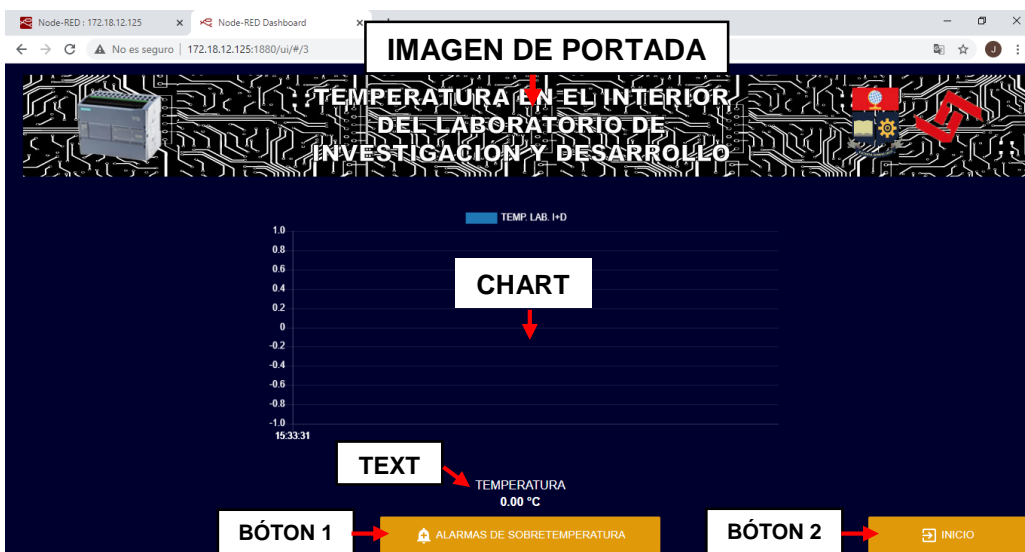 Node-RED : 172.18.12.125
Node-RED Dashboard
No es seguro | 172.18.12.125:1880/ui/#/3
J
IMAGEN DE PORTADA
TEMPERATURA EN EL INTERIOR
DEL LABORATORIO DE
INVESTIGACIÓN Y DESARROLLO
TEMP. LAB. I+D
1.0
0.8
0.6
0.4
0.2
0
-0.2
-0.4
-0.6
-0.8
-1.0
15:33:31
CHART
TEXT
TEMPERATURA
0.00 °C
BÓTON 1
ALARMAS DE SOBRETEMPERATURA
BÓTON 2
INICIO